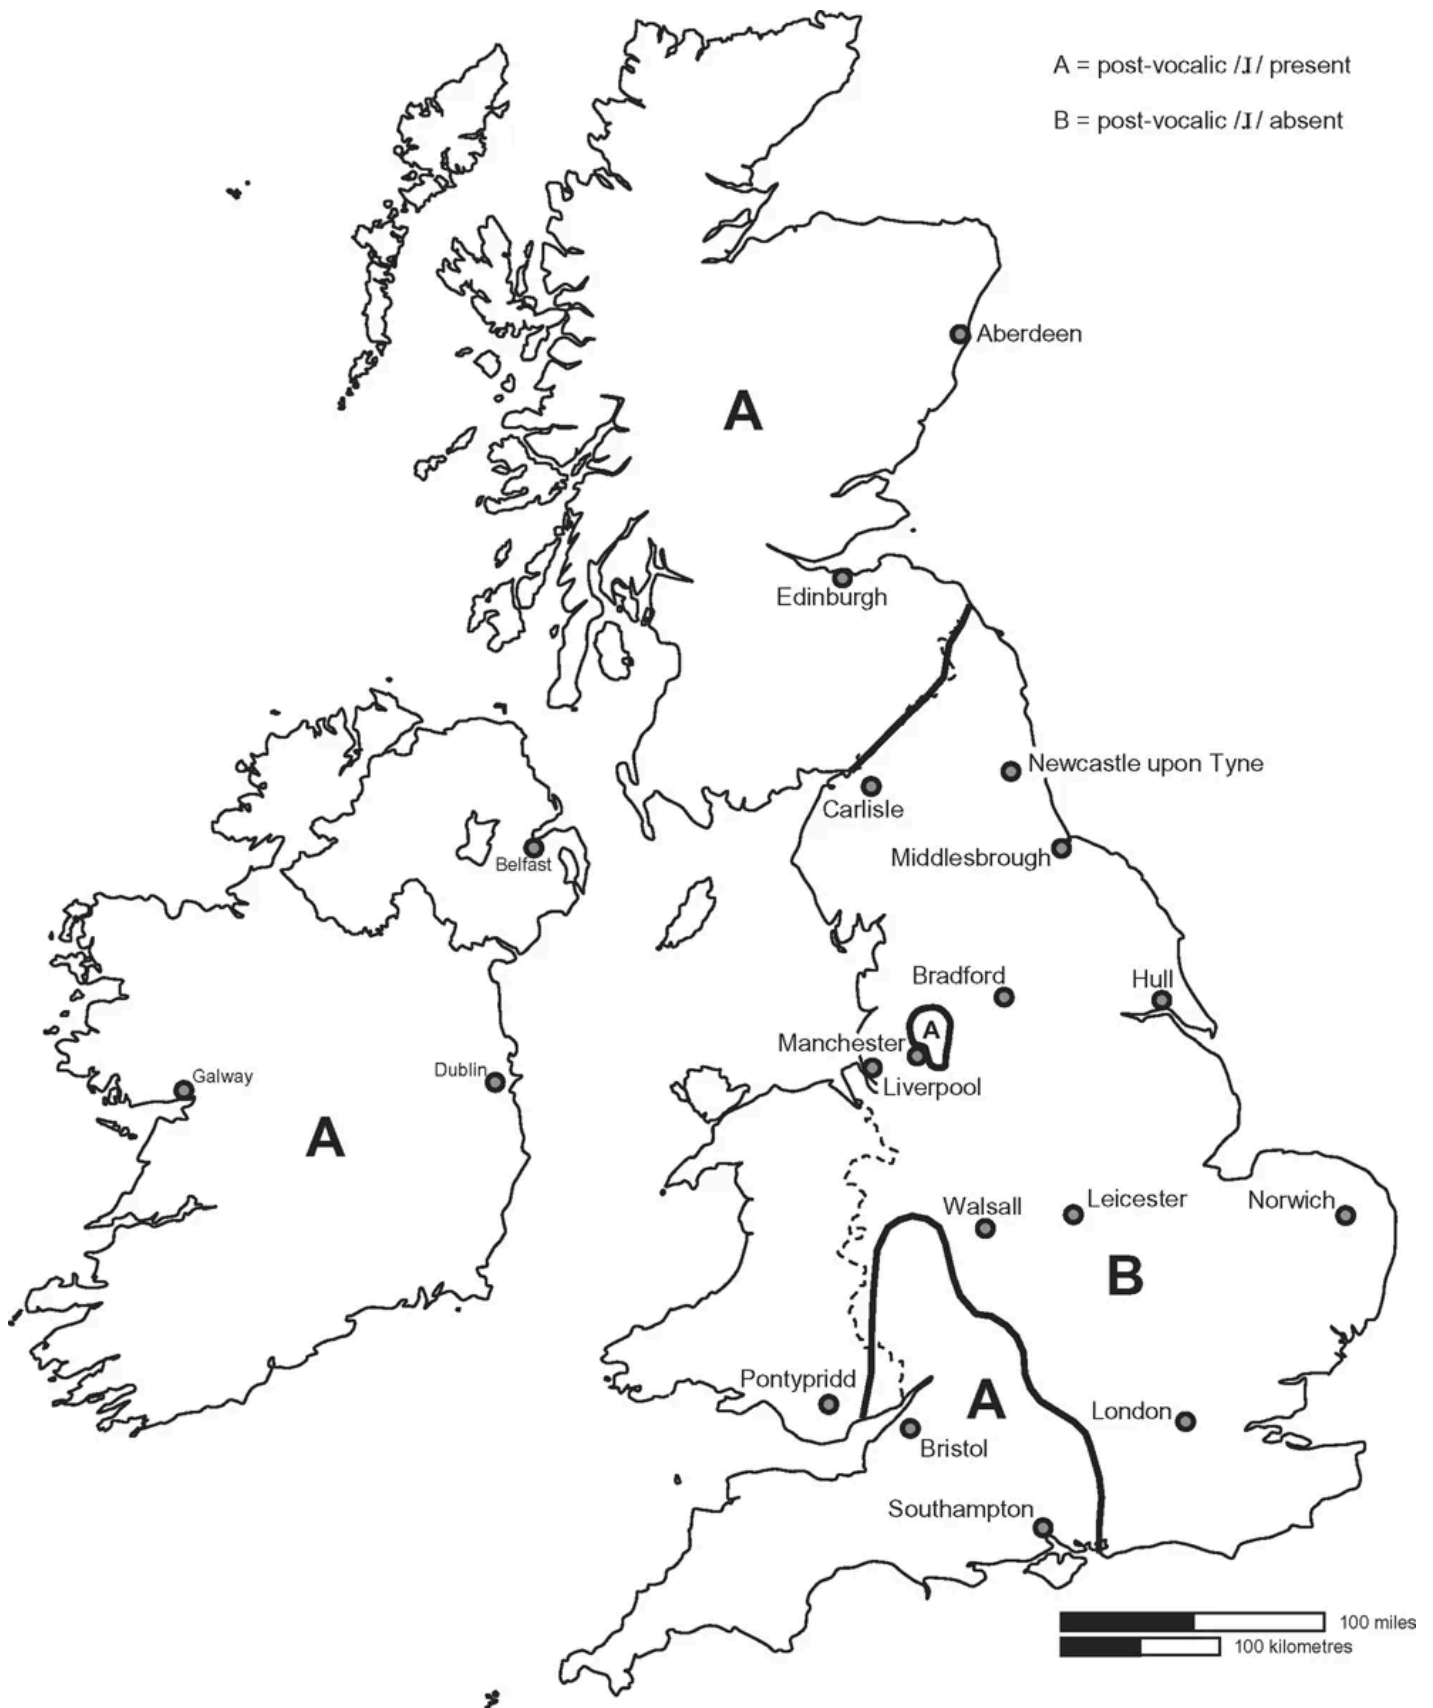 A = post-vocalic /ɹ/ present
B = post-vocalic /ɹ/ absent
Aberdeen
A
Edinburgh
Newcastle upon Tyne
Carlisle
Middlesbrough
Belfast
Bradford
Hull
A
Manchester
Liverpool
Galway
Dublin
A
Walsall
Leicester
Norwich
B
Pontypridd
A
London
Bristol
Southampton
100 miles
100 kilometres